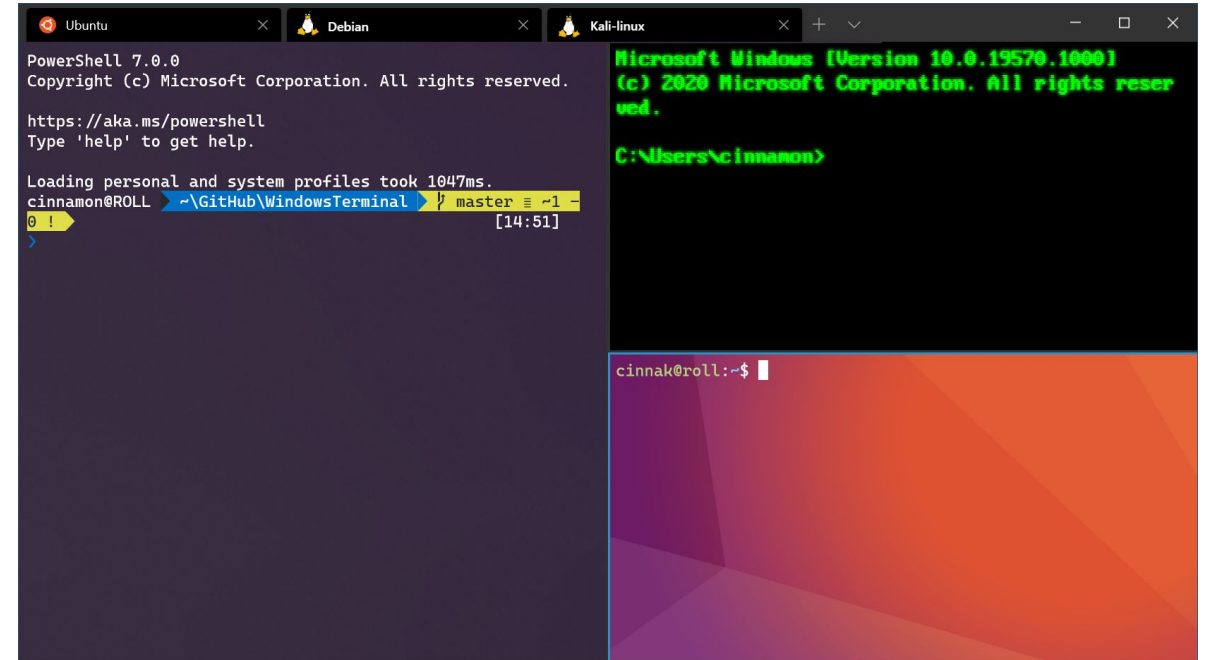 Ubuntu
Debian
Kali-linux
PowerShell 7.0.0
Copyright (c) Microsoft Corporation. All rights reserved.
https://aka.ms/powershell
Type 'help' to get help.
Loading personal and system profiles took 1047ms.
cinnamon@ROLL ~\GitHub\WindowsTerminal master ≡ ~1 -
0 ! [14:51]
❯
Microsoft Windows [Version 10.0.19570.1000]
(c) 2020 Microsoft Corporation. All rights reser
ved.
C:\Users\cinnamon>
cinnak@roll:~$